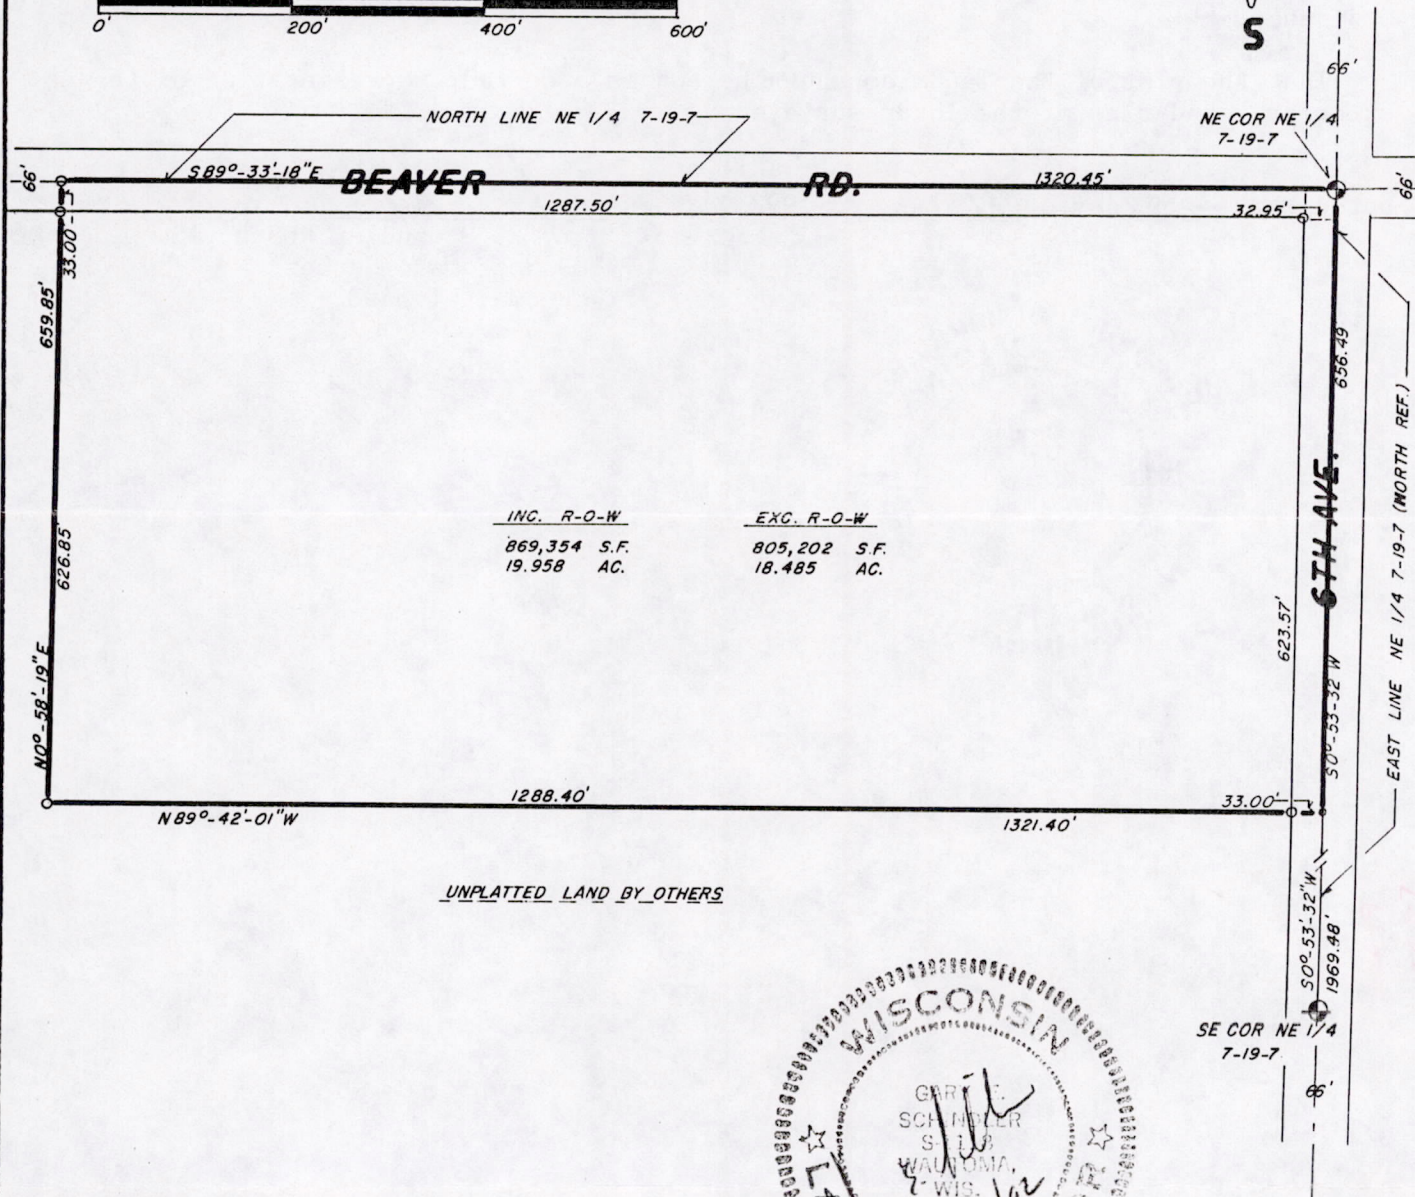 0' 200' 400' 600'
S
66'
NORTH LINE NE 1/4 7-19-7
NE COR NE 1/4
7-19-7
66'
S89°-33'-18"E
BEAVER
RD.
1320.45'
66'
1287.50'
32.95'
33.00'
659.85'
656.49
INC. R-O-W
869,354 S.F.
19.958 AC.
EXC. R-O-W
805,202 S.F.
18.485 AC.
6TH AVE.
EAST LINE NE 1/4 7-19-7 (NORTH REF.)
626.85'
623.57'
N0°-58'-19"E
S0°-53-32 W
1288.40'
33.00'
N89°-42'-01"W
1321.40'
UNPLATTED LAND BY OTHERS
S0°-53'-32"W
1969.48'
SE COR NE 1/4
7-19-7
66'
WISCONSIN
SCHINDLER
WAUTOMA,
WIS.